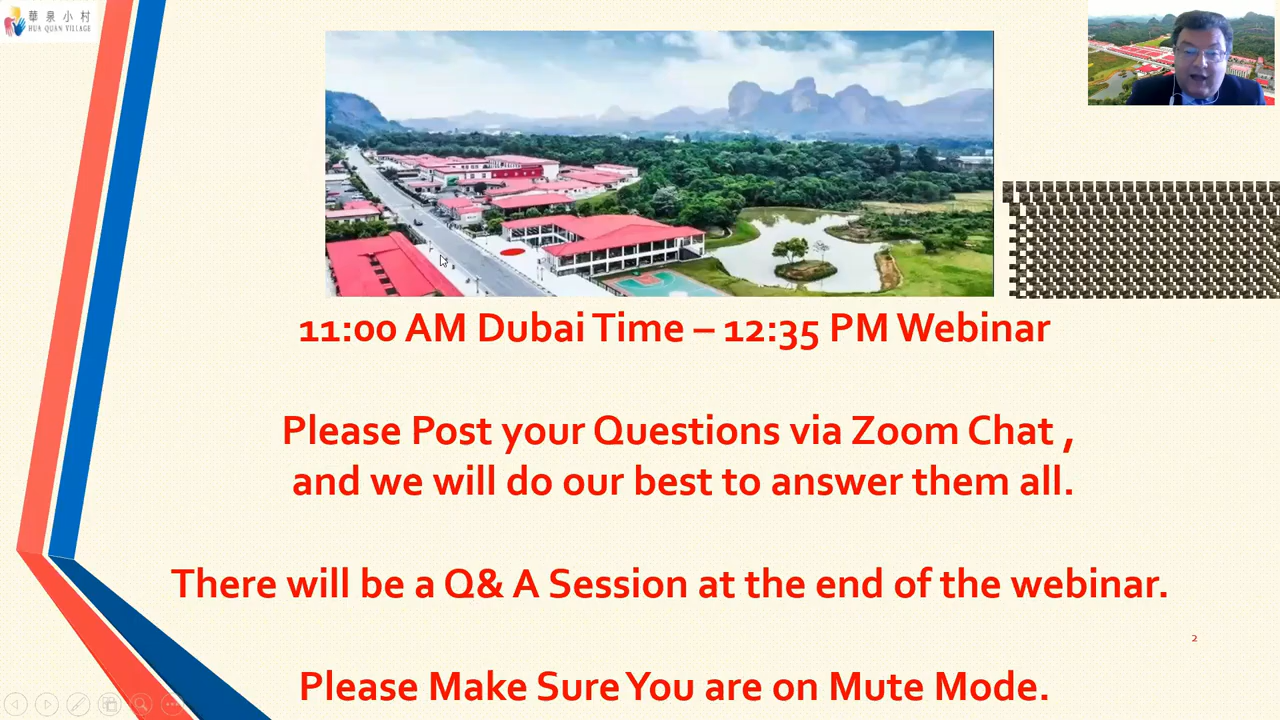 華泉小村
HUA QUAN VILLAGE
11:00 AM Dubai Time – 12:35 PM Webinar
Please Post your Questions via Zoom Chat ,
and we will do our best to answer them all.
There will be a Q& A Session at the end of the webinar.
2
Please Make Sure You are on Mute Mode.